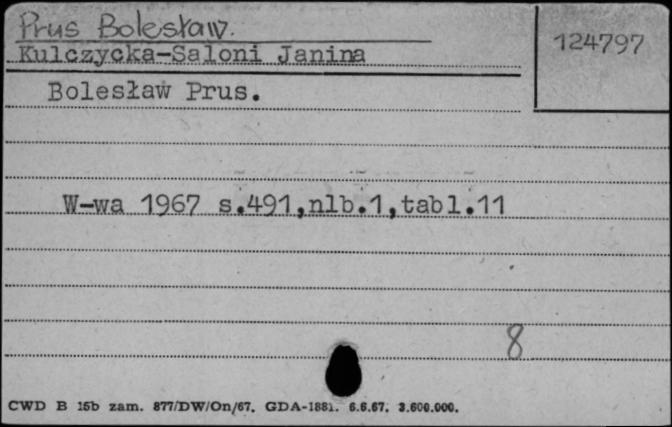 Prus Bolesław.
124797
Kulczycka-Saloni Janina
Bolesław Prus.
W-wa 1967 s.491,nlb.1,tabl.11
8
CWD B 15b zam. 877/DW/On/67. GDA-1881. 6.6.67. 3.600.000.